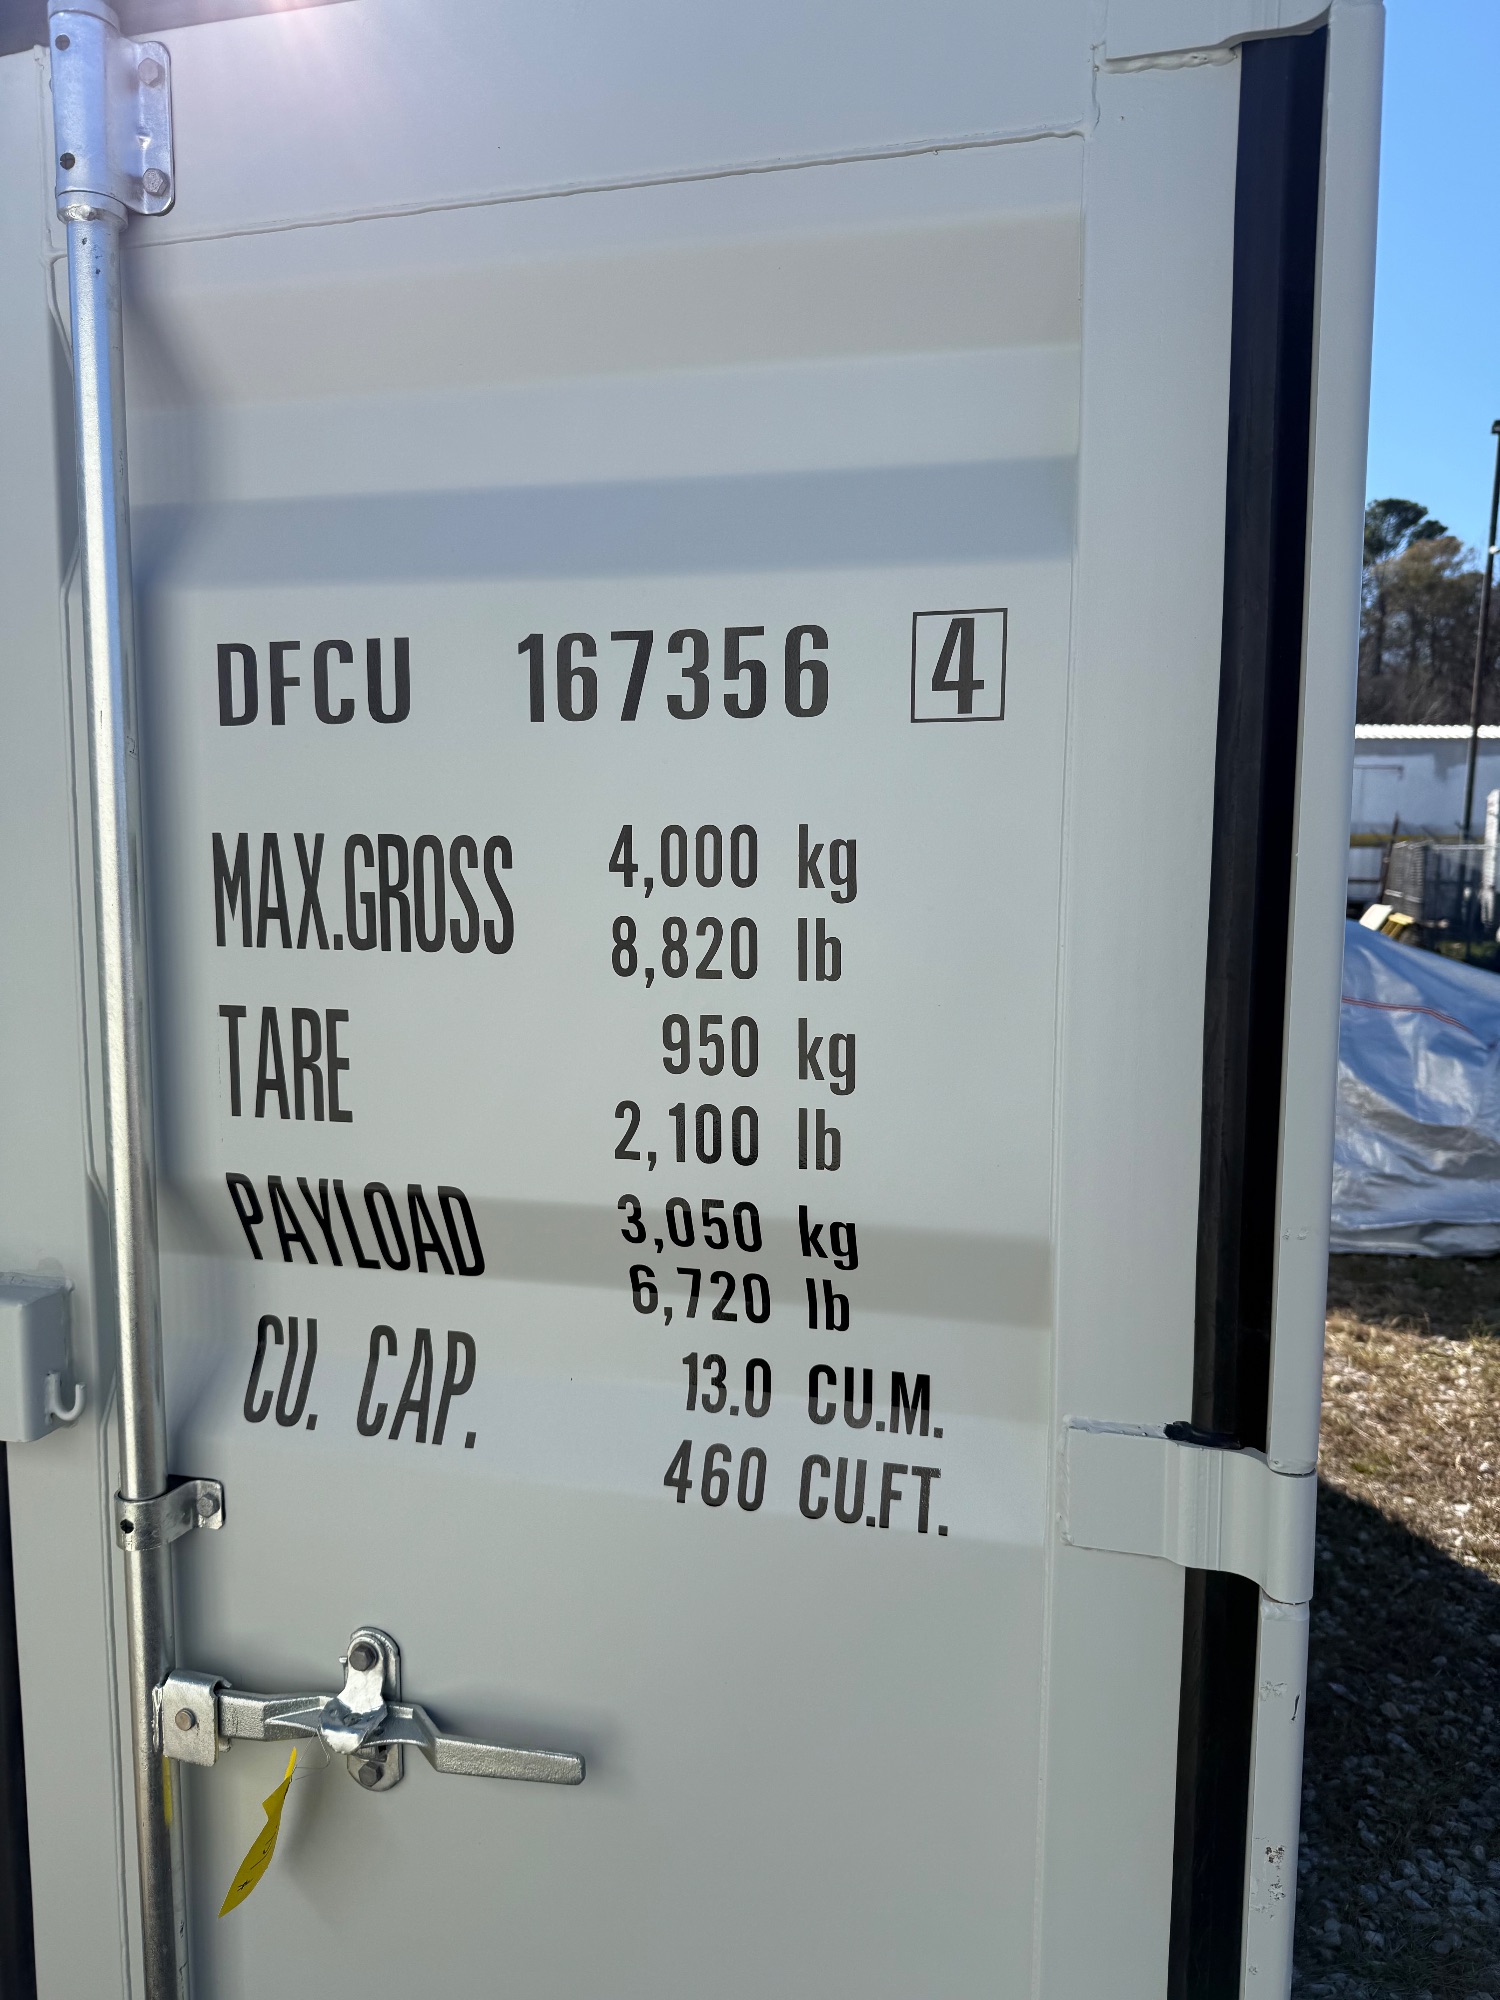 DFCU 167356 4
MAX.GROSS 4,000 kg
8,820 lb
TARE 950 kg
2,100 lb
PAYLOAD 3,050 kg
6,720 lb
CU. CAP. 13.0 CU.M.
460 CU.FT.